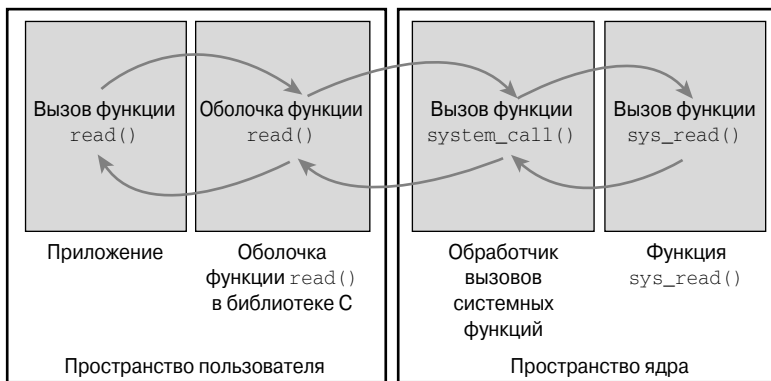 Вызов функции
read()
Оболочка функции
read()
Вызов функции
system_call()
Вызов функции
sys_read()
Приложение
Оболочка
функции read()
в библиотеке C
Обработчик
вызовов
системных
функций
Функция
sys_read()
Пространство пользователя
Пространство ядра